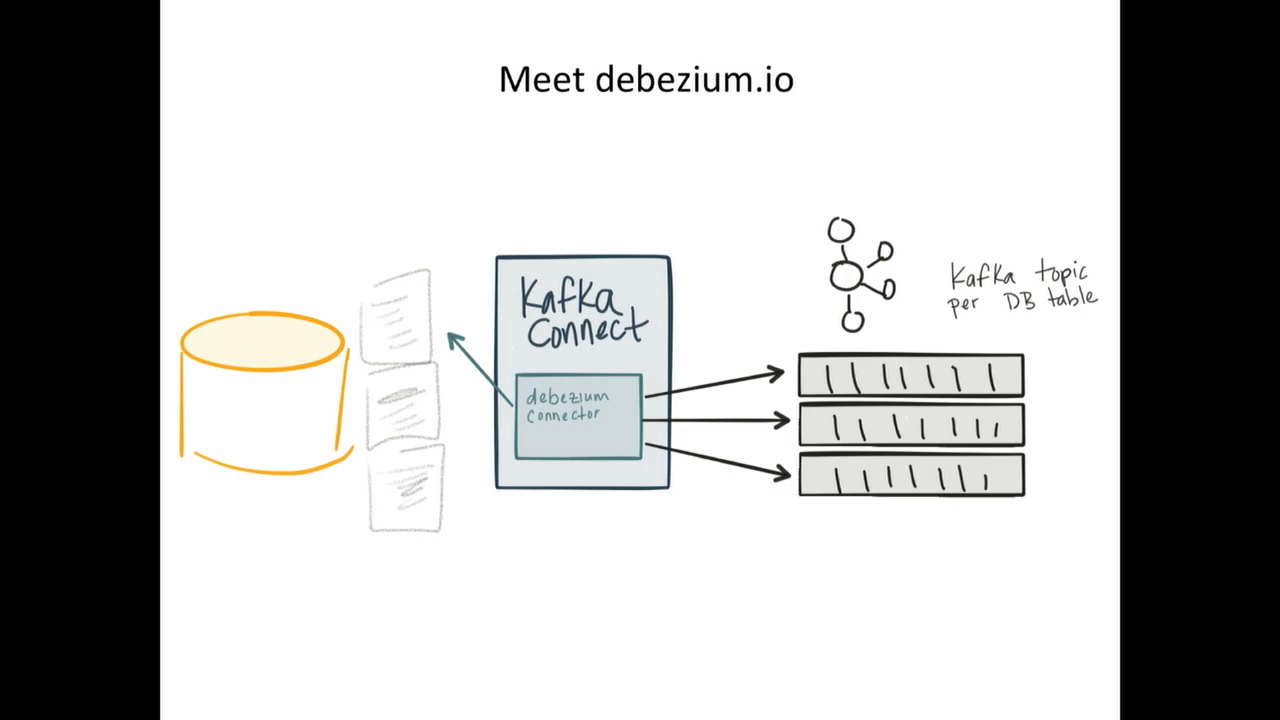 Meet debezium.io
Kafka
Connect
debezium
Connector
Kafka topic
per DB table